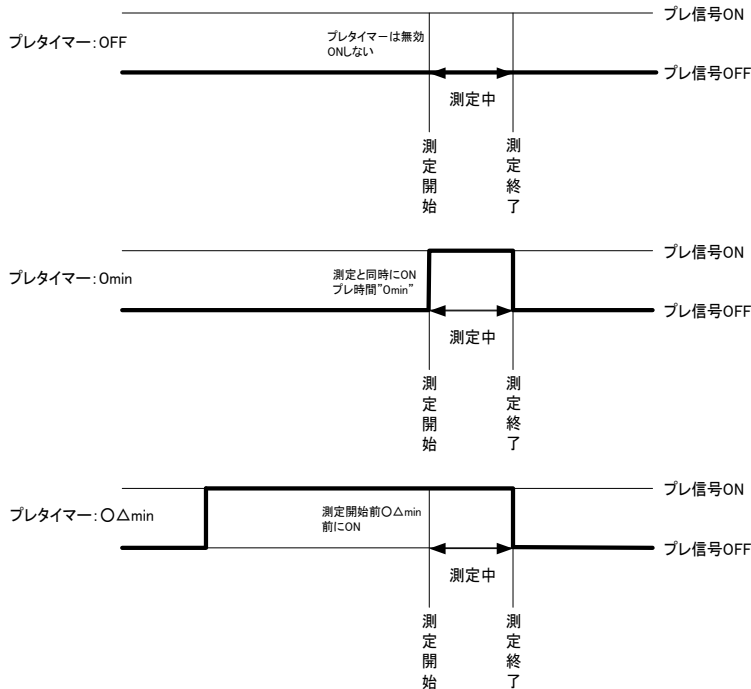 プレ信号ON
プレタイマー：OFF
プレタイマーは無効
ONしない
プレ信号OFF
測定中
測定開始
測定終了
プレ信号ON
プレタイマー：0min
測定と同時にON
プレ時間”0min”
プレ信号OFF
測定中
測定開始
測定終了
プレ信号ON
プレタイマー：○△min
測定開始前○△min
前にON
プレ信号OFF
測定中
測定開始
測定終了